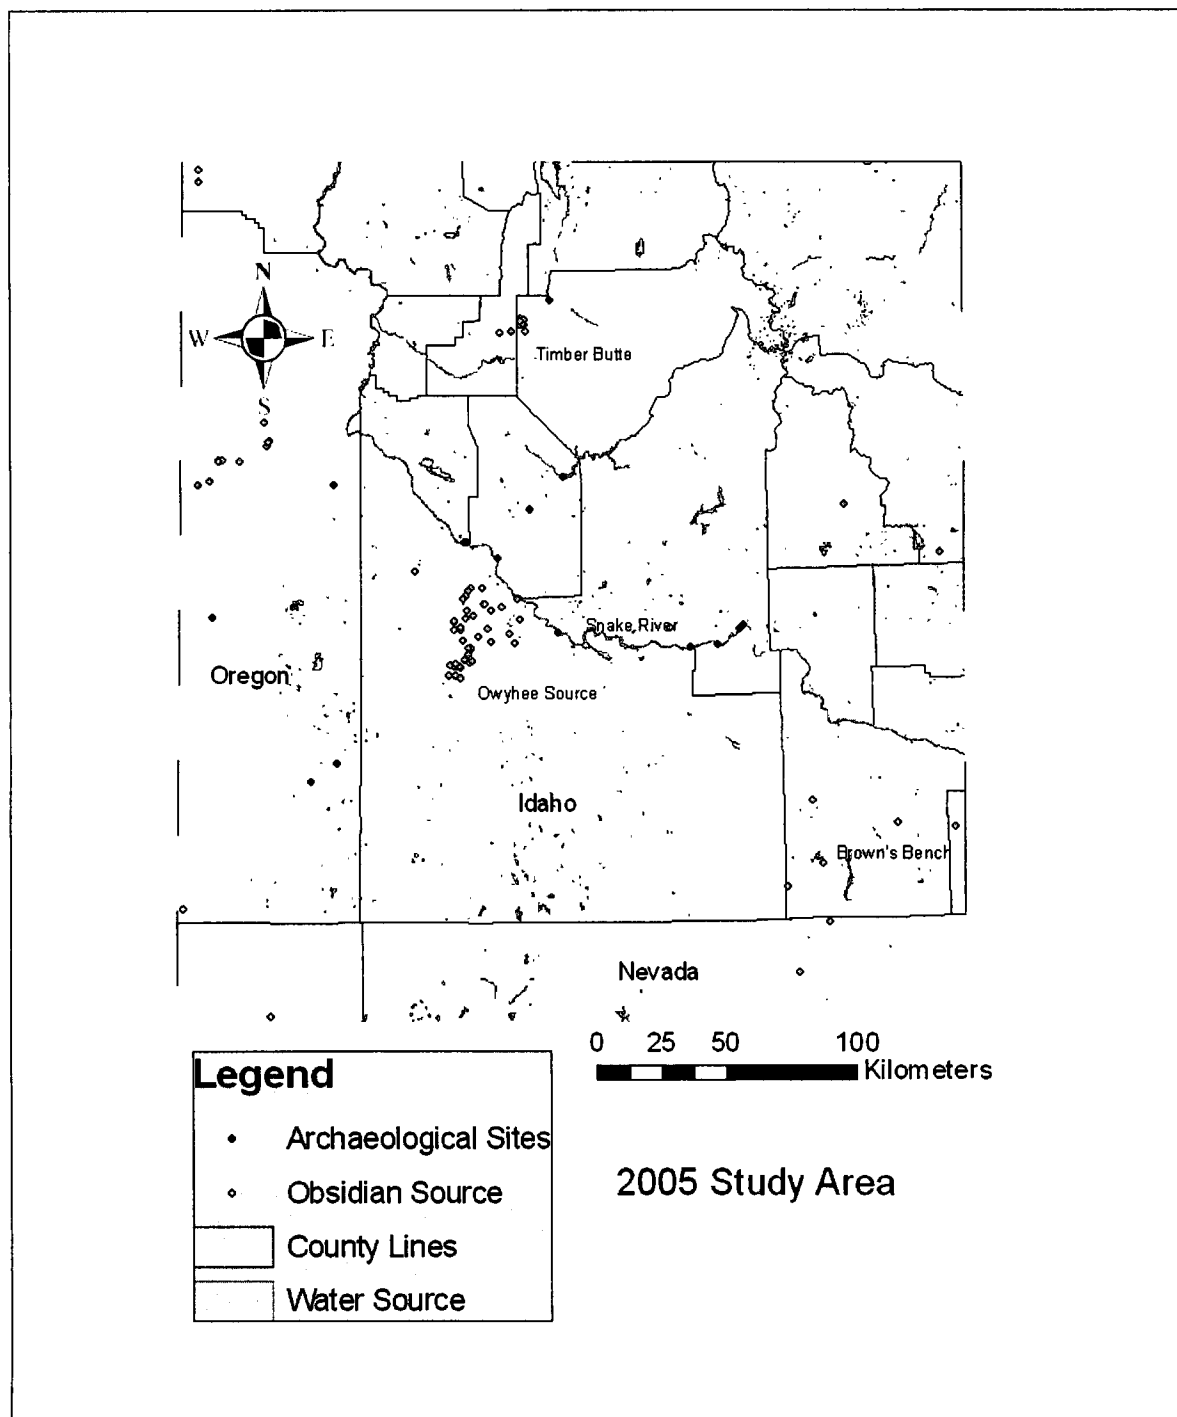 N
W E
S
Timber Butte
Snake River
Oregon
Owyhee Source
Idaho
Brown's Bench
Nevada
0 25 50 100
Kilometers
Legend
Archaeological Sites
Obsidian Source
County Lines
Water Source
2005 Study Area